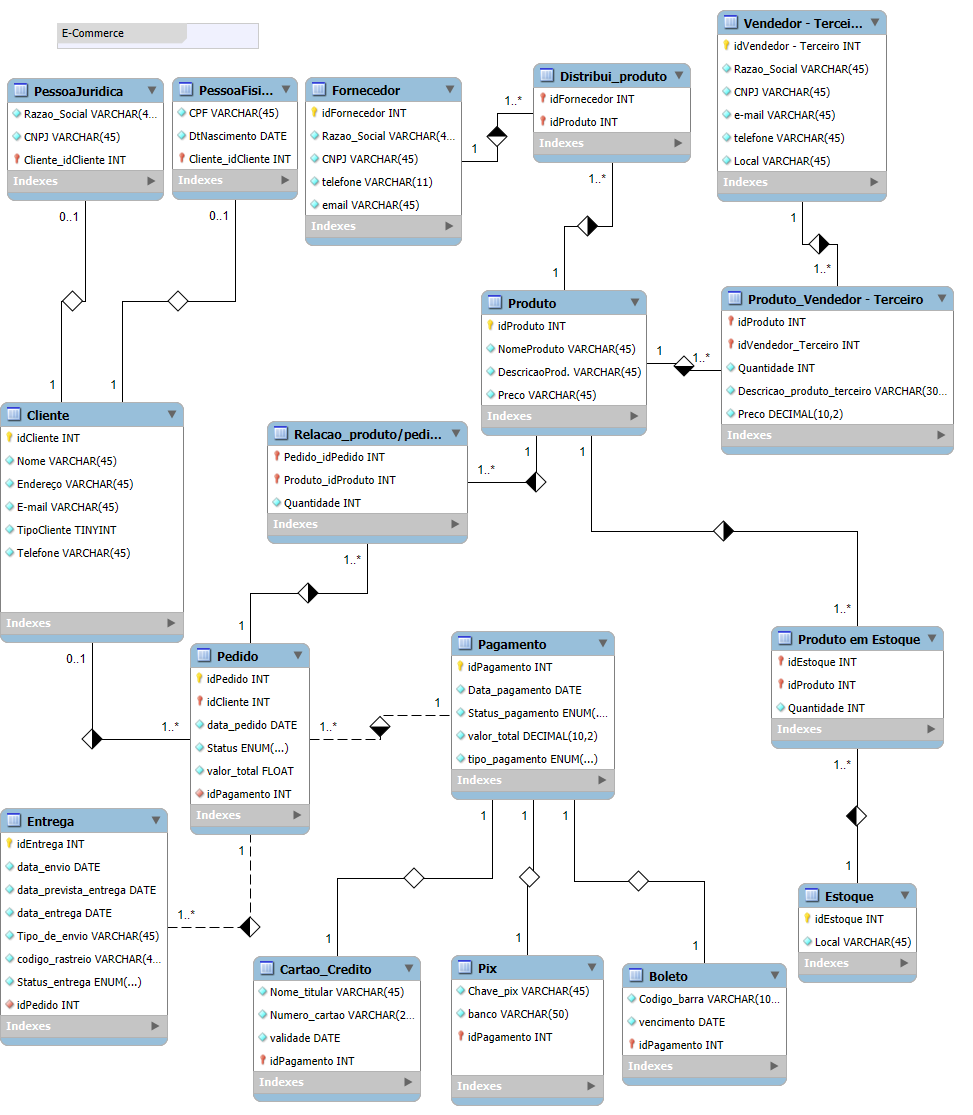 E-Commerce
PessoaJuridica
Razao_Social VARCHAR(4...
CNPJ VARCHAR(45)
Cliente_idCliente INT
Indexes
PessoaFisi...
CPF VARCHAR(45)
DtNascimento DATE
Cliente_idCliente INT
Indexes
Fornecedor
idFornecedor INT
Razao_Social VARCHAR(4...
CNPJ VARCHAR(45)
telefone VARCHAR(11)
email VARCHAR(45)
Indexes
Distribui_produto
idFornecedor INT
idProduto INT
Indexes
Vendedor - Tercei...
idVendedor - Terceiro INT
Razao_Social VARCHAR(45)
CNPJ VARCHAR(45)
e-mail VARCHAR(45)
telefone VARCHAR(45)
Local VARCHAR(45)
Indexes
1
1..*
0..1
0..1
1..*
1
1
1..*
Produto
idProduto INT
NomeProduto VARCHAR(45)
DescricaoProd. VARCHAR(45)
Preco VARCHAR(45)
Indexes
Produto_Vendedor - Terceiro
idProduto INT
idVendedor_Terceiro INT
Quantidade INT
Descricao_produto_terceiro VARCHAR(30...
Preco DECIMAL(10,2)
Indexes
1
1..*
1
1
Cliente
idCliente INT
Nome VARCHAR(45)
Endereço VARCHAR(45)
E-mail VARCHAR(45)
TipoCliente TINYINT
Telefone VARCHAR(45)
Indexes
Relacao_produto/pedi...
Pedido_idPedido INT
Produto_idProduto INT
Quantidade INT
Indexes
1
1..*
1
1..*
1..*
1
0..1
1..*
Pedido
idPedido INT
idCliente INT
data_pedido DATE
Status ENUM(...)
valor_total FLOAT
idPagamento INT
Indexes
1..*
1
Pagamento
idPagamento INT
Data_pagamento DATE
Status_pagamento ENUM(....
valor_total DECIMAL(10,2)
tipo_pagamento ENUM(...)
Indexes
Produto em Estoque
idEstoque INT
idProduto INT
Quantidade INT
Indexes
1..*
1
Estoque
idEstoque INT
Local VARCHAR(45)
Indexes
Entrega
idEntrega INT
data_envio DATE
data_prevista_entrega DATE
data_entrega DATE
Tipo_de_envio VARCHAR(45)
codigo_rastreio VARCHAR(4...
Status_entrega ENUM(...)
idPedido INT
Indexes
1
1..*
1
1
1
1
1
1
Cartao_Credito
Nome_titular VARCHAR(45)
Numero_cartao VARCHAR(2...
validade DATE
idPagamento INT
Indexes
Pix
Chave_pix VARCHAR(45)
banco VARCHAR(50)
idPagamento INT
Indexes
Boleto
Codigo_barra VARCHAR(10...
vencimento DATE
idPagamento INT
Indexes